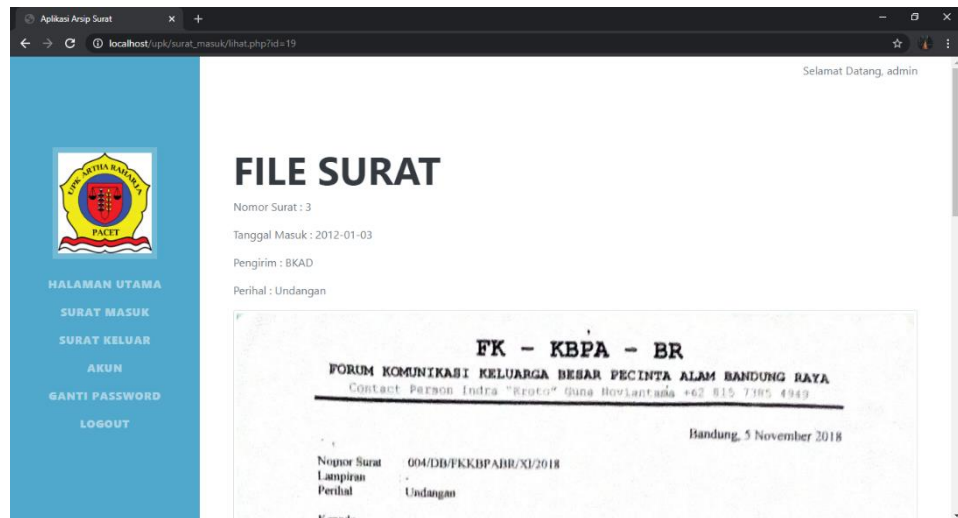 Aplikasi Arsip Surat
localhost/upk/surat_masuk/lihat.php?id=19
Selamat Datang, admin
UPK ARTHA RAHARJA
PACET
HALAMAN UTAMA
SURAT MASUK
SURAT KELUAR
AKUN
GANTI PASSWORD
LOGOUT
FILE SURAT
Nomor Surat : 3
Tanggal Masuk : 2012-01-03
Pengirim : BKAD
Perihal : Undangan
FK - KBPA - BR
FORUM KOMUNIKASI KELUARGA BESAR PECINTA ALAM BANDUNG RAYA
Contact Person Indra "Kroto" Guna Noviantama +62 815 7385 4949
Bandung, 5 November 2018
Nomor Surat 004/DB/FKKBPABR/XI/2018
Lampiran -
Perihal Undangan